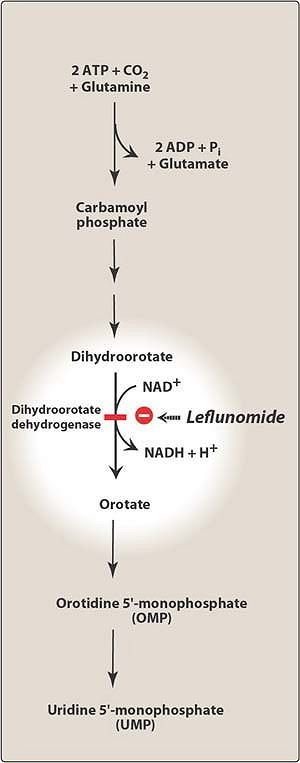 2 ATP + CO₂
+ Glutamine
2 ADP + Pᵢ
+ Glutamate
Carbamoyl
phosphate
Dihydroorotate
NAD⁺
Dihydroorotate
dehydrogenase
Leflunomide
NADH + H⁺
Orotate
Orotidine 5'-monophosphate
(OMP)
Uridine 5'-monophosphate
(UMP)